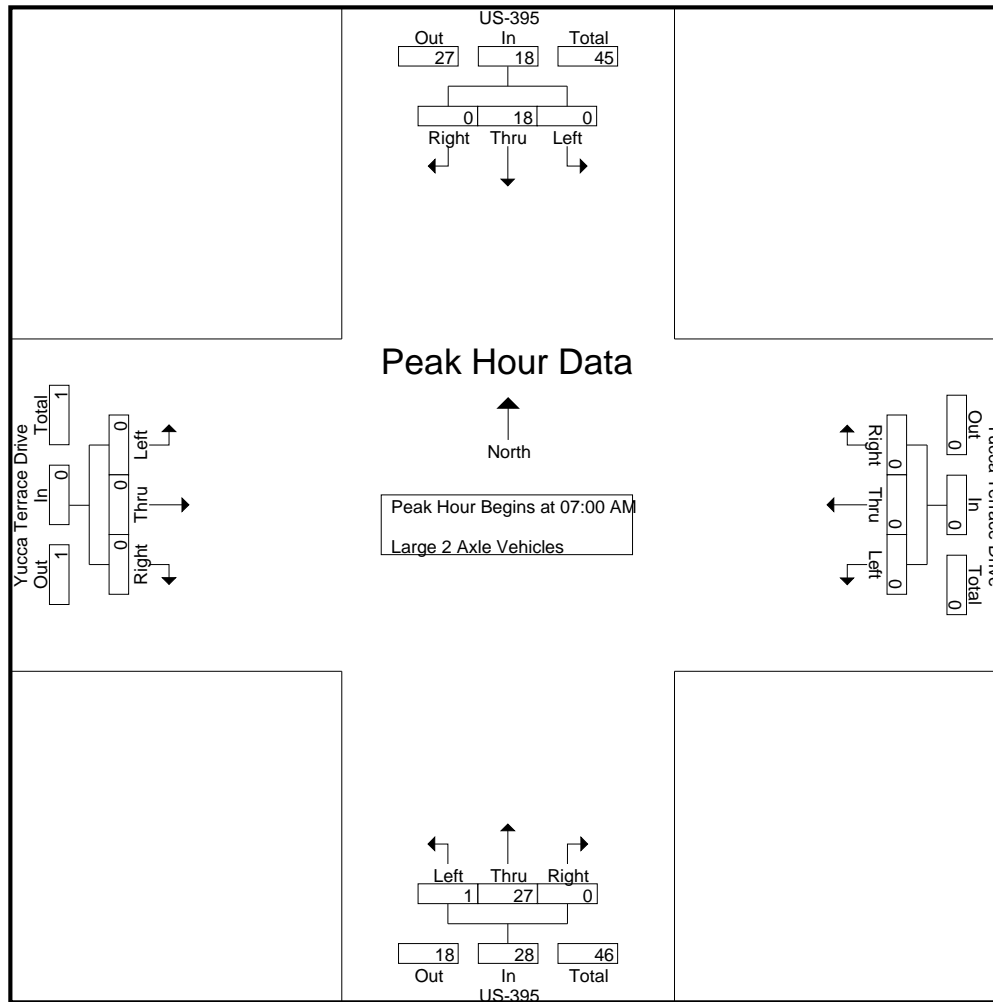 US-395
Out In Total
27 18 45
0 18 0
Right Thru Left
Peak Hour Data
North
Peak Hour Begins at 07:00 AM
Large 2 Axle Vehicles
Yucca Terrace Drive
Out In Total
1 0 1
0 0 0
Left Thru Right
Yucca Terrace Drive
Out In Total
0 0 0
0 0 0
Right Thru Left
Left Thru Right
1 27 0
18 28 46
Out In Total
US-395